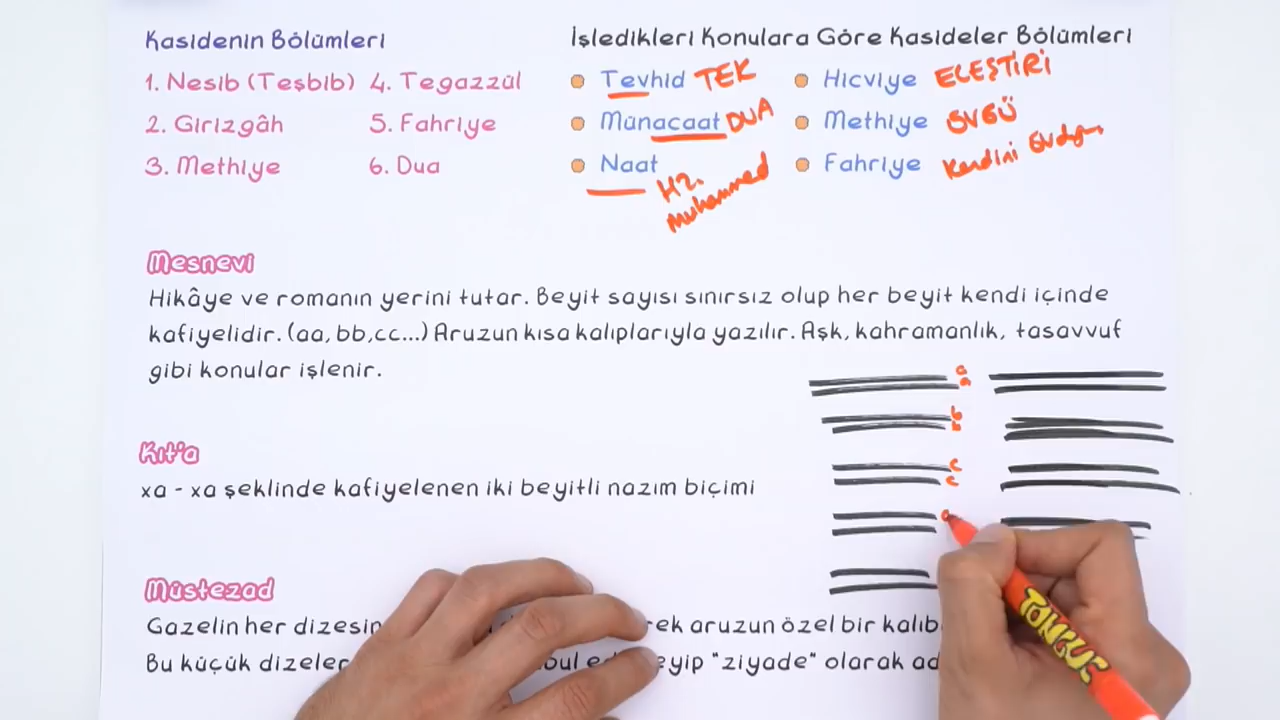 Kasidenin Bölümleri
1. Nesib (Teşbib) 4. Tegazzül
2. Girizgâh 5. Fahriye
3. Methiye 6. Dua
İşledikleri Konulara Göre Kasideler Bölümleri
Tevhid TEK
Münacaat DUA
Naat
Hz.
Muhammed
Hicviye ELEŞTİRİ
Methiye ÖVGÜ
Fahriye Kendini
Mesnevi
Hikâye ve romanın yerini tutar. Beyit sayısı sınırsız olup her beyit kendi içinde
kafiyelidir. (aa, bb,cc...) Aruzun kısa kalıplarıyla yazılır. Aşk, kahramanlık, tasavvuf
gibi konular işlenir.
a
a
b
b
c
c
Kıt'a
xa - xa şeklinde kafiyelenen iki beyitli nazım biçimi
Müstezad
Gazelin her dizesin aruzun özel bir
Bu küçük dizeler "ziyade" olarak
TONGUÇ